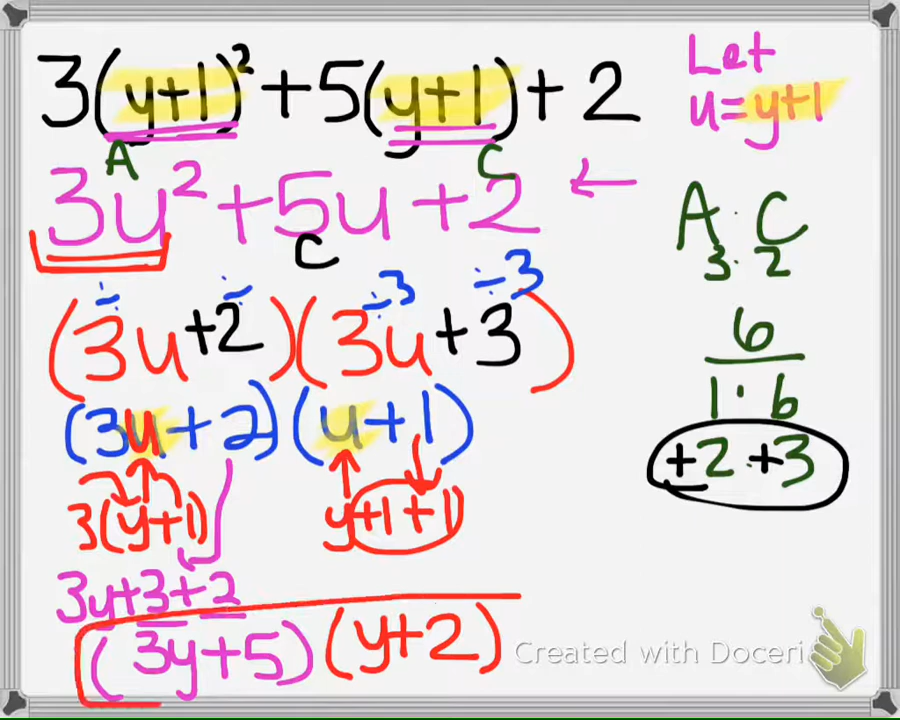 3(y+1)² + 5(y+1) + 2
Let
u = y+1
A C
3u² + 5u + 2 ←
C
A · C
3 · 2
÷ ÷ ÷3 ÷3
(3u+2)(3u+3)
6
1 · 6
+2 · +3
(3u+2)(u+1)
3(y+1) y+1+1
3y+3+2
(3y+5)(y+2)
Created with Doceri